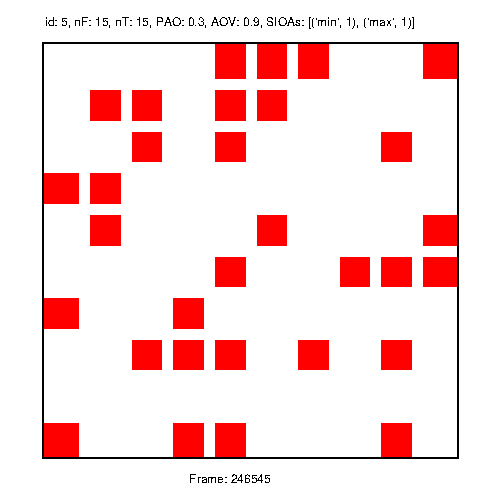 id: 5, nF: 15, nT: 15, PAO: 0.3, AOV: 0.9, SIOAs: [('min', 1), ('max', 1)]
Frame: 246545